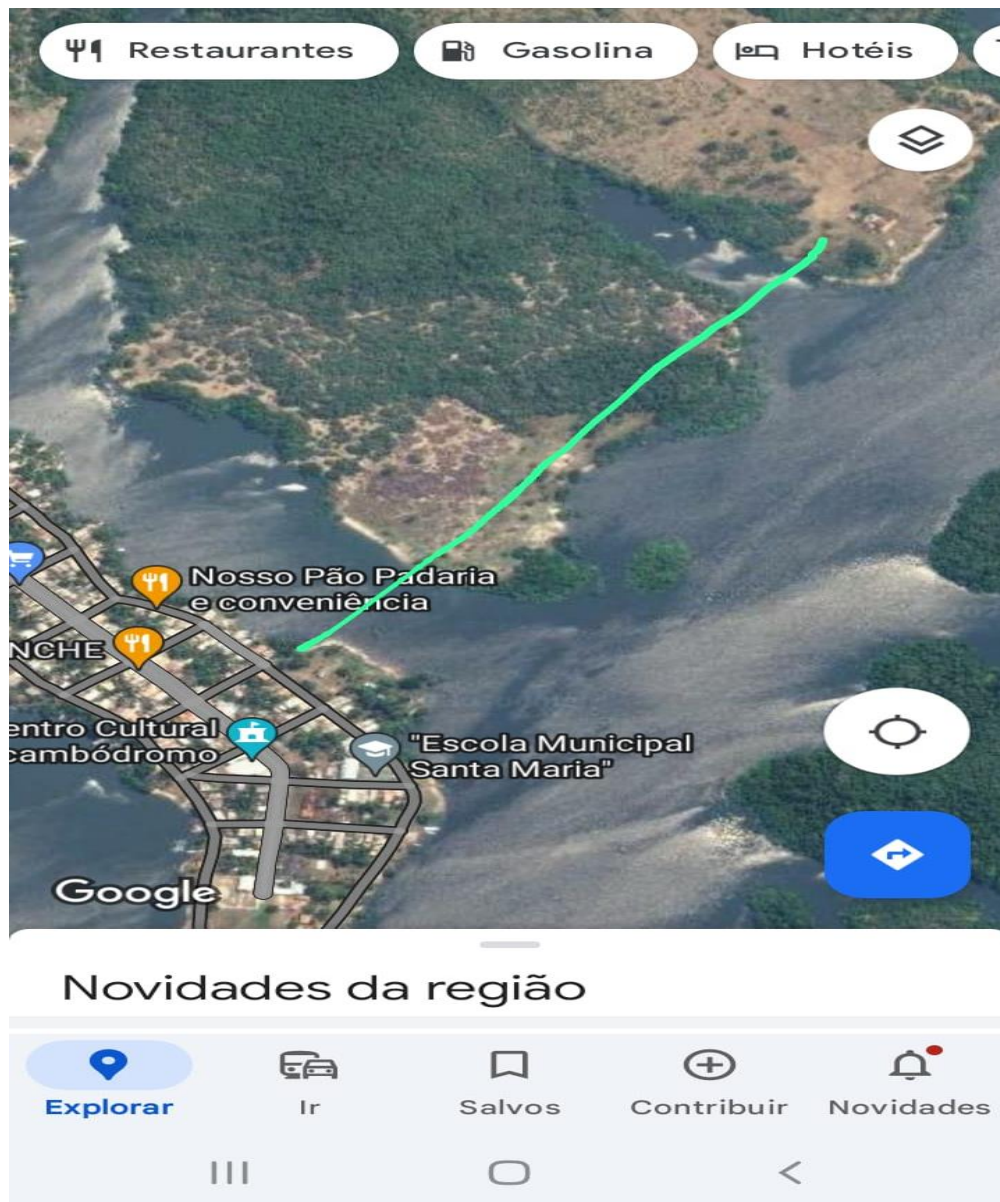 Restaurantes
Gasolina
Hotéis
Nosso Pão Padaria
e conveniência
NCHE
entro Cultural
cambódromo
"Escola Municipal
Santa Maria"
Google
Novidades da região
Explorar
Ir
Salvos
Contribuir
Novidades